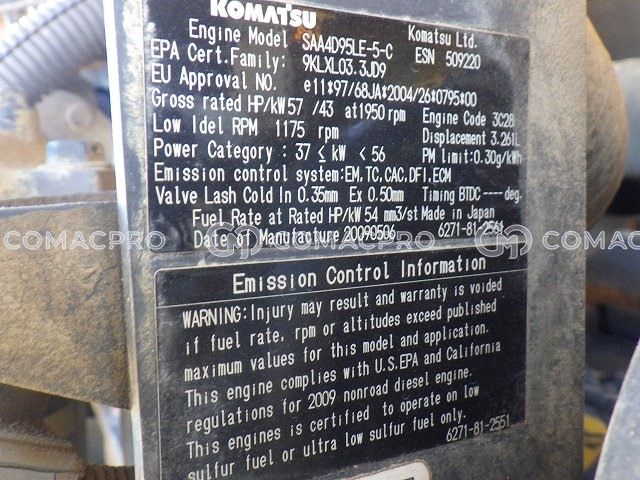 KOMATSU
Engine Model SAA4D95LE-5-C Komatsu Ltd.
EPA Cert.Family: 9KLXL03.3JD9 ESN 509220
EU Approval NO. e11*97/68JA*2004/26*0795*00
Gross rated HP/kW 57 /43 at 1950 rpm Engine Code 3C28
Low Idel RPM 1175 rpm Displacement 3.261L
Power Category : 37 ≤ kW < 56 PM limit:0.30g/kWh
Emission control system:EM,TC,CAC,DFI,ECM
Valve Lash Cold In 0.35mm Ex 0.50mm Timing BTDC ----deg.
Fuel Rate at Rated HP/kW 54 mm3/st Made in Japan
Date of Manufacture 20090506 6271-81-2551
COMACPRO COMACPRO COMACPRO
Emission Control Information
WARNING:Injury may result and warranty is voided
if fuel rate, rpm or altitudes exceed published
maximum values for this model and application.
This engine complies with U.S.EPA and California
regulations for 2009 nonroad diesel engine.
This engines is certified to operate on low
sulfur fuel or ultra low sulfur fuel only.
6271-81-2551